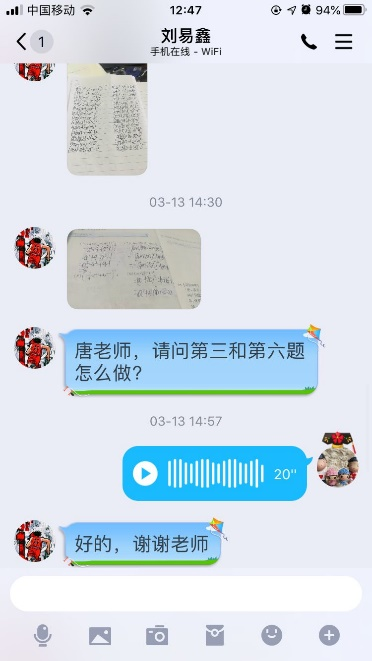 中国移动
12:47
94%
1
刘易鑫
手机在线 - WiFi
03-13 14:30
唐老师，请问第三和第六题
怎么做?
03-13 14:57
20"
好的，谢谢老师